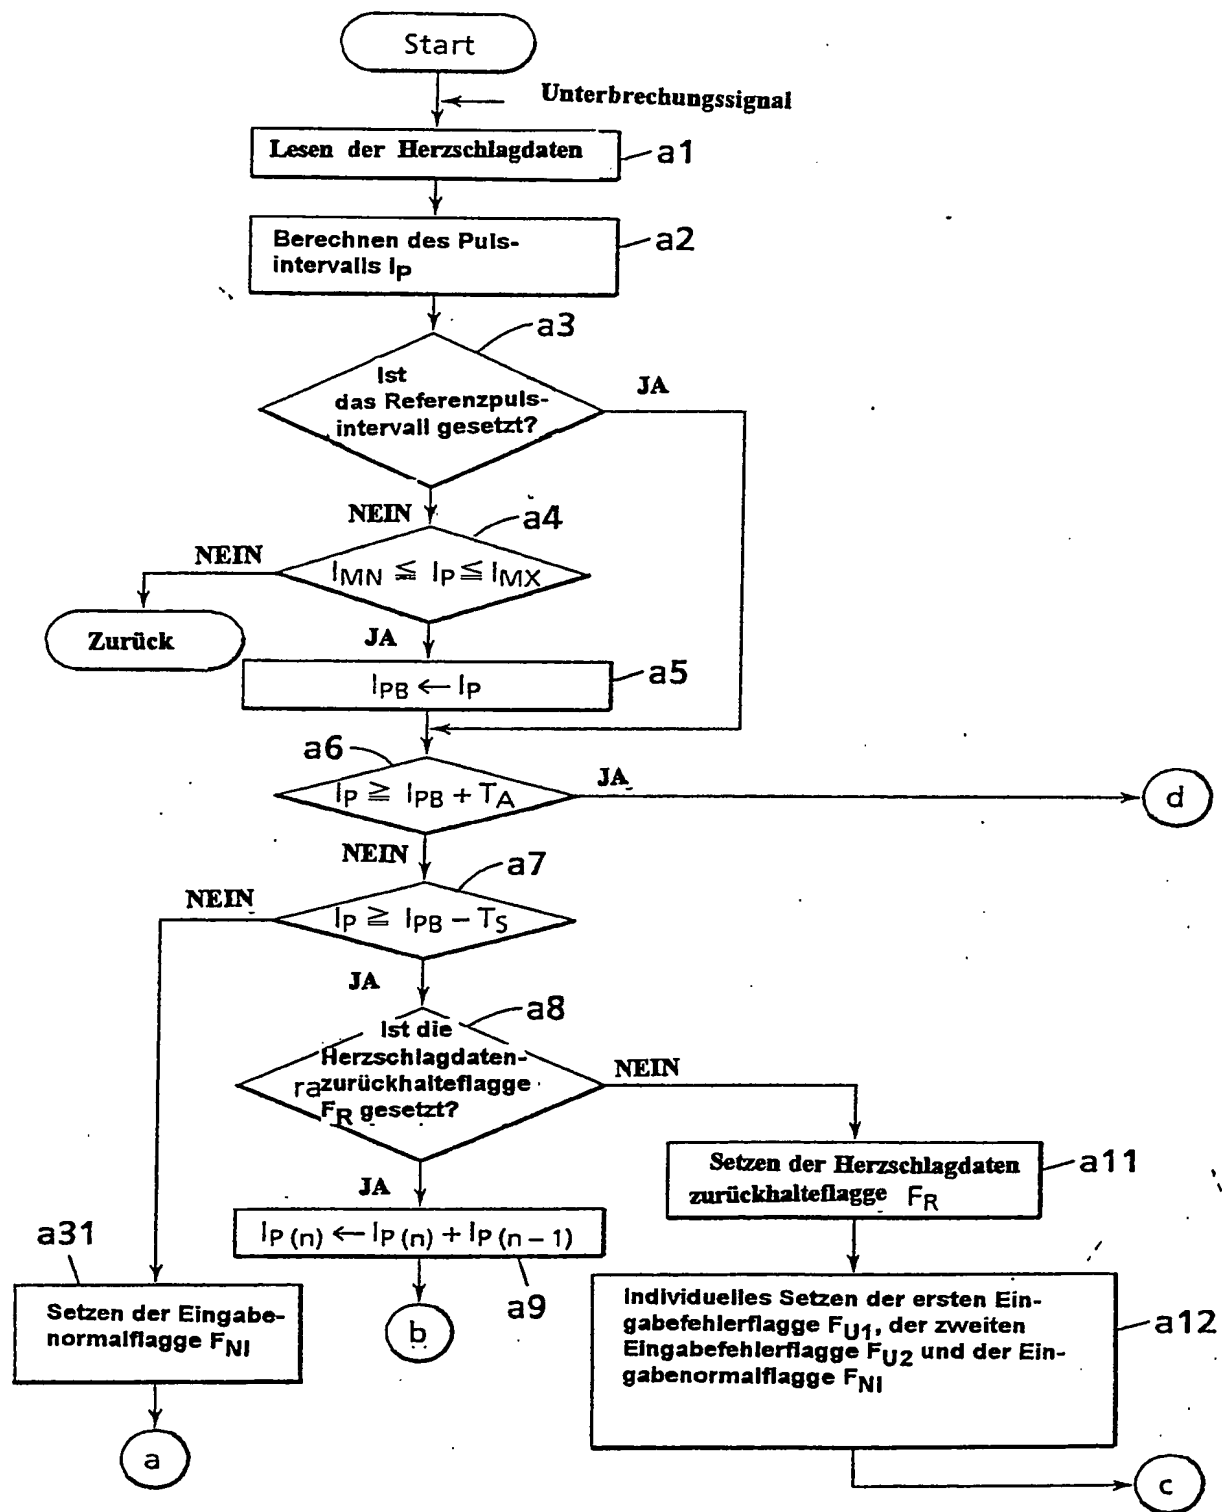 Start
Unterbrechungssignal
Lesen der Herzschlagdaten
a1
Berechnen des Puls-
intervalls IP
a2
a3
Ist
das Referenzpuls-
intervall gesetzt?
JA
NEIN
a4
NEIN
IMN ≦ IP ≦ IMX
Zurück
JA
IPB ← IP
a5
a6
IP ≧ IPB + TA
JA
d
NEIN
a7
NEIN
IP ≧ IPB − TS
JA
a8
Ist die
Herzschlagdaten-
razurückhalteflagge
FR gesetzt?
NEIN
JA
Setzen der Herzschlagdaten
zurückhalteflagge FR
a11
IP (n) ← IP (n) + IP (n − 1)
a9
a31
Setzen der Eingabe-
normalflagge FNI
b
Individuelles Setzen der ersten Ein-
gabefehlerflagge FU1, der zweiten
Eingabefehlerflagge FU2 und der Ein-
gabenormalflagge FNI
a12
a
c